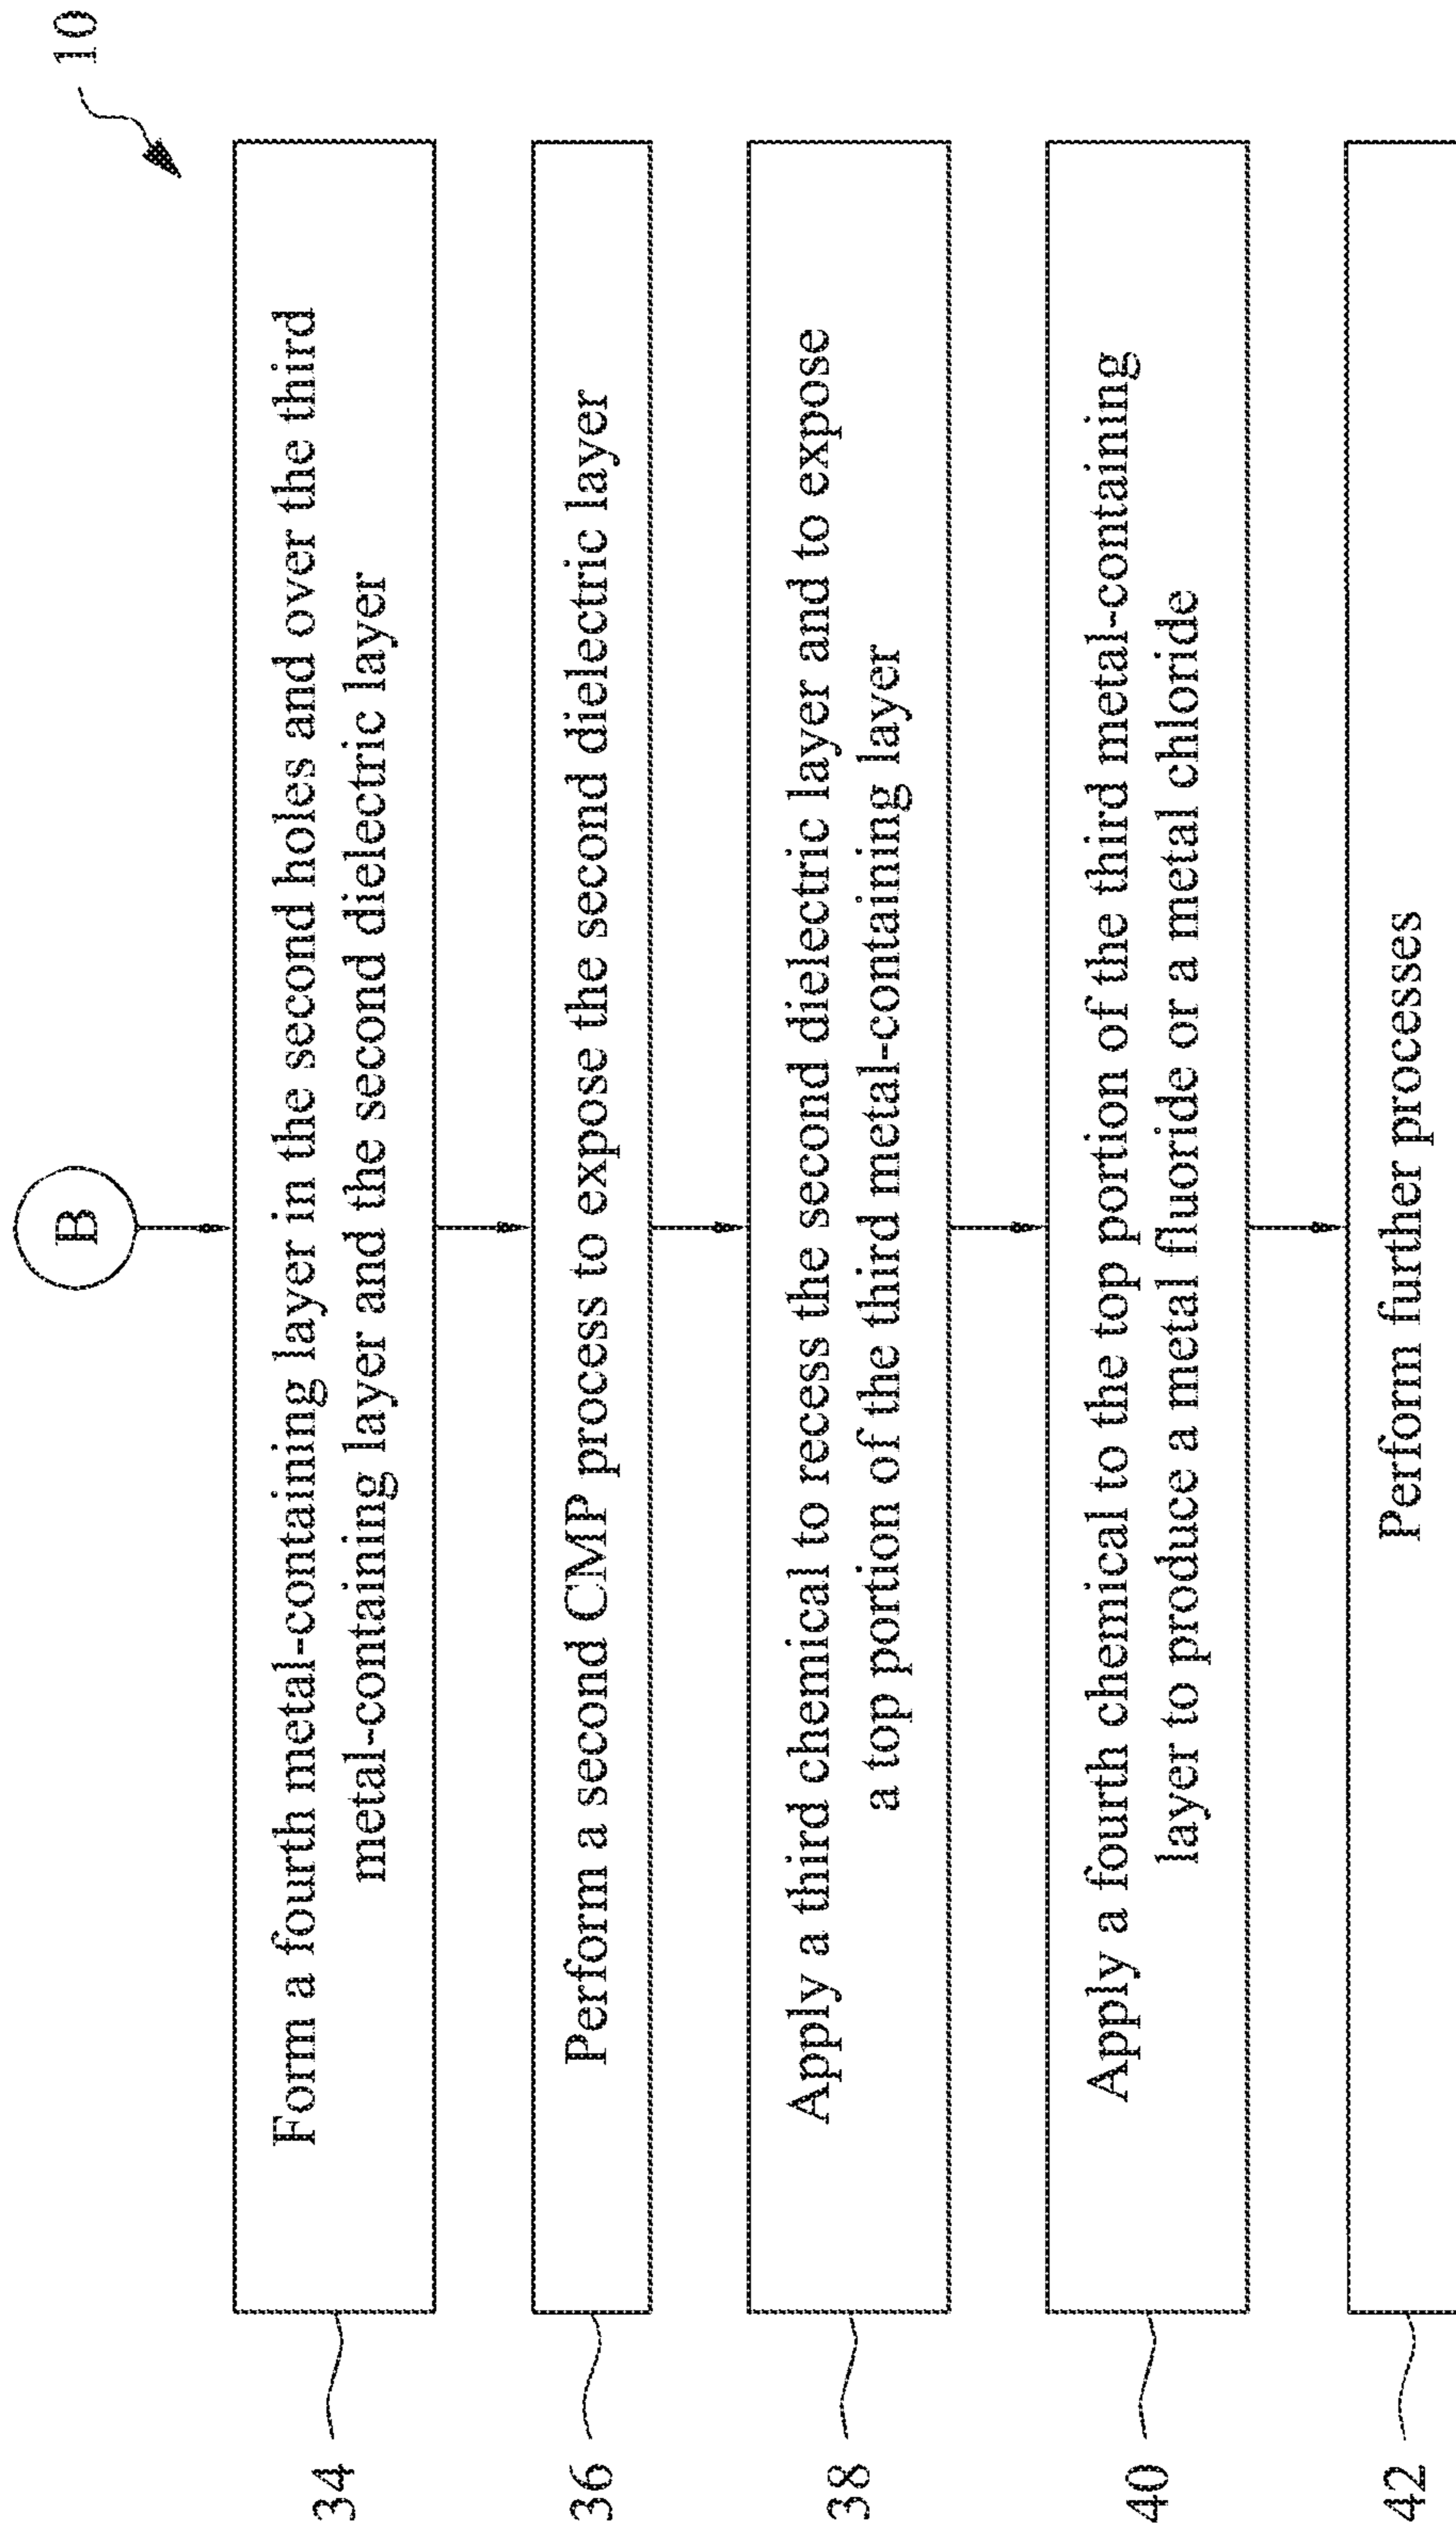 10
B
34
Form a fourth metal-containing layer in the second holes and over the third
metal-containing layer and the second dielectric layer
36
Perform a second CMP process to expose the second dielectric layer
38
Apply a third chemical to recess the second dielectric layer and to expose
a top portion of the third metal-containing layer
40
Apply a fourth chemical to the top portion of the third metal-containing
layer to produce a metal fluoride or a metal chloride
42
Perform further processes